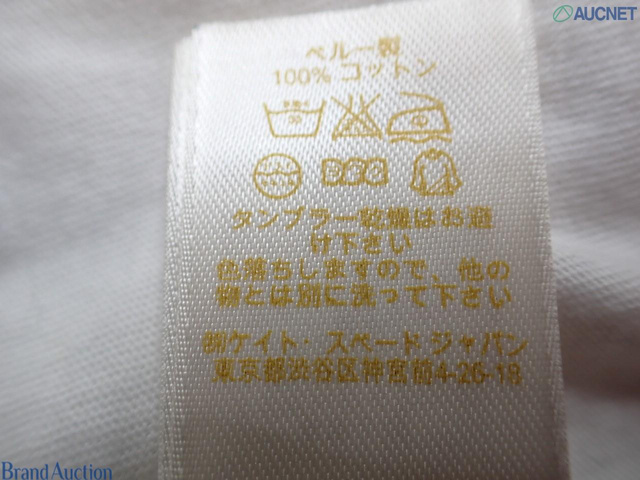 AUCNET
ペルー製
100% コットン
タンブラー乾燥はお避
け下さい
色落ちしますので、他の
物とは別に洗って下さい
㈱ケイト・スペード ジャパン
東京都渋谷区神宮前4-26-18
Brand Auction